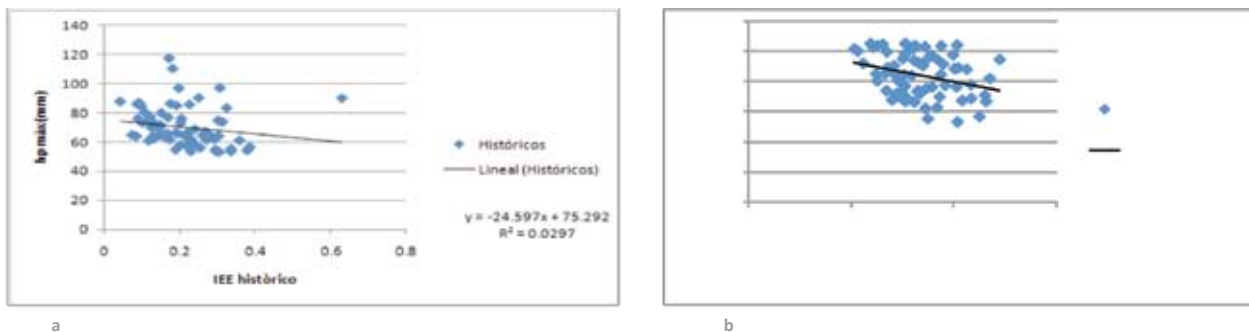 140
120
100
80
60
40
20
0
hp máx(mm)
0 0.2 0.4 0.6 0.8
IEE històrico
Históricos
Lineal (Históricos)
y = -24.597x + 75.292
R² = 0.0297
a
b